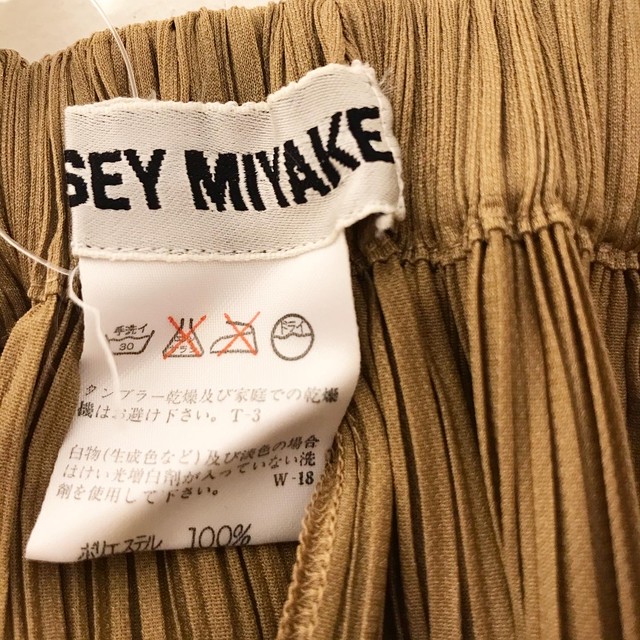 SEY MIYAKE
手洗イ
30
ドライ
タンブラー乾燥及び家庭での乾燥
機はお避け下さい。T-3
白物(生成色など)及び淡色の場合
はけい光増白剤が入っていない洗
剤を使用して下さい。 W-18
ポリエステル 100%